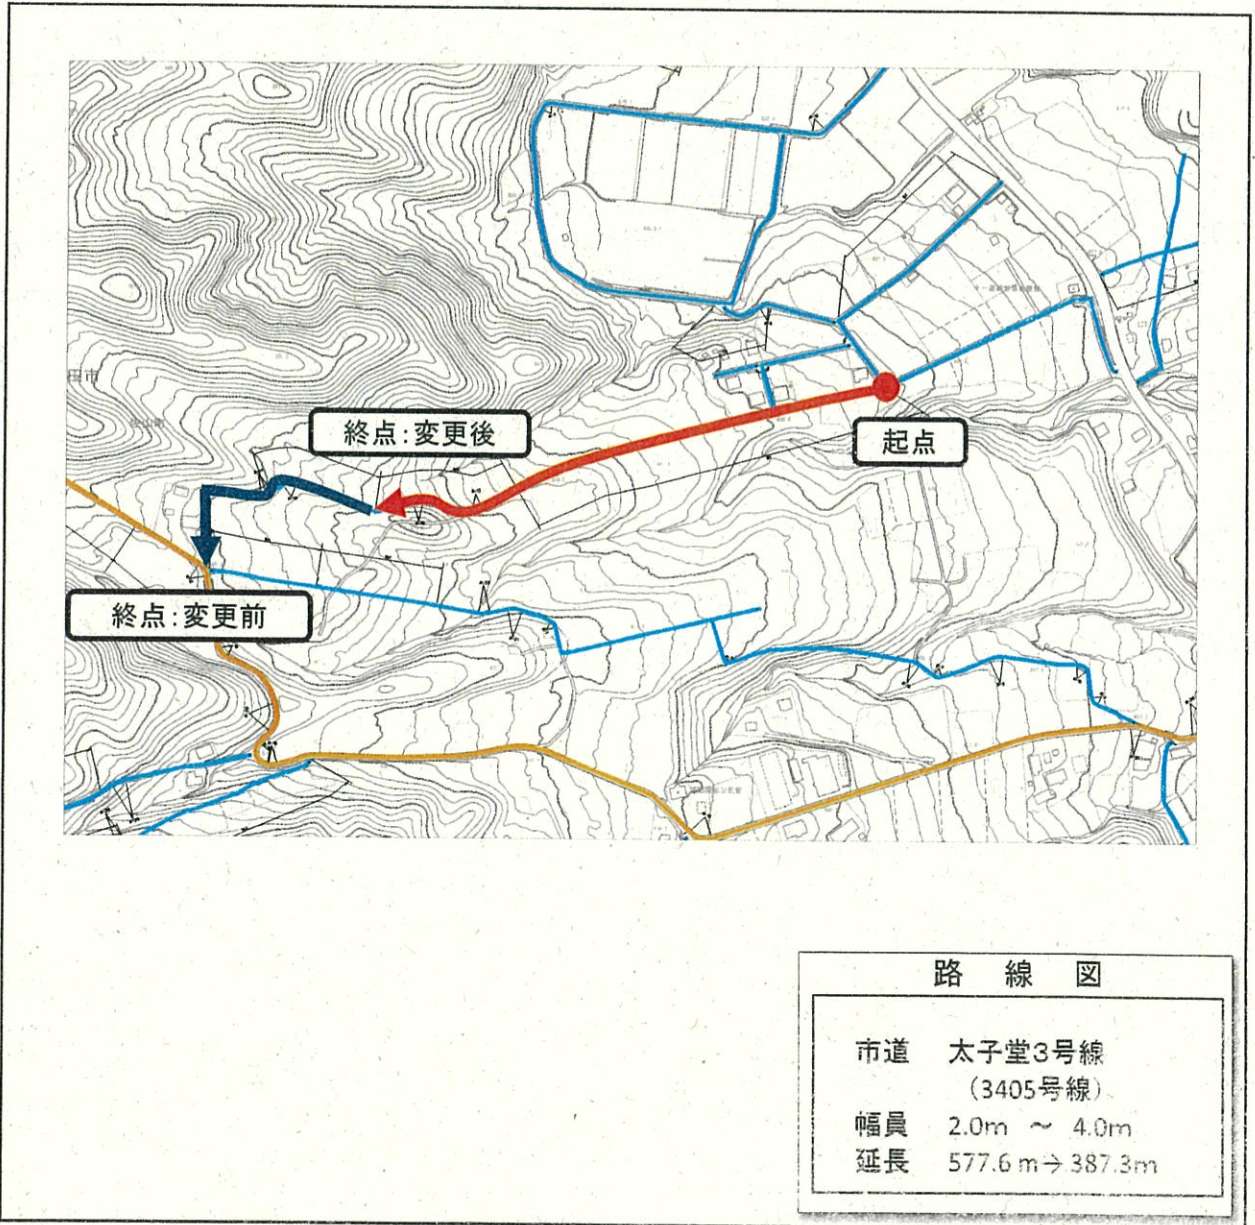 田市
終点:変更後
起点
終点:変更前
路線図
市道 太子堂3号線
(3405号線)
幅員 2.0m ~ 4.0m
延長 577.6m→387.3m